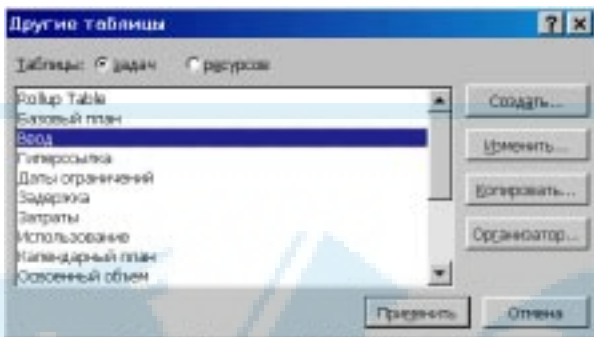 Другие таблицы
Таблицы: задач ресурсов
Rollup Table
Базовый план
Ввод
Гиперссылка
Даты ограничений
Задержка
Затраты
Использование
Календарный план
Освоенный объем
Создать...
Изменить...
Копировать...
Организатор...
Применить
Отмена